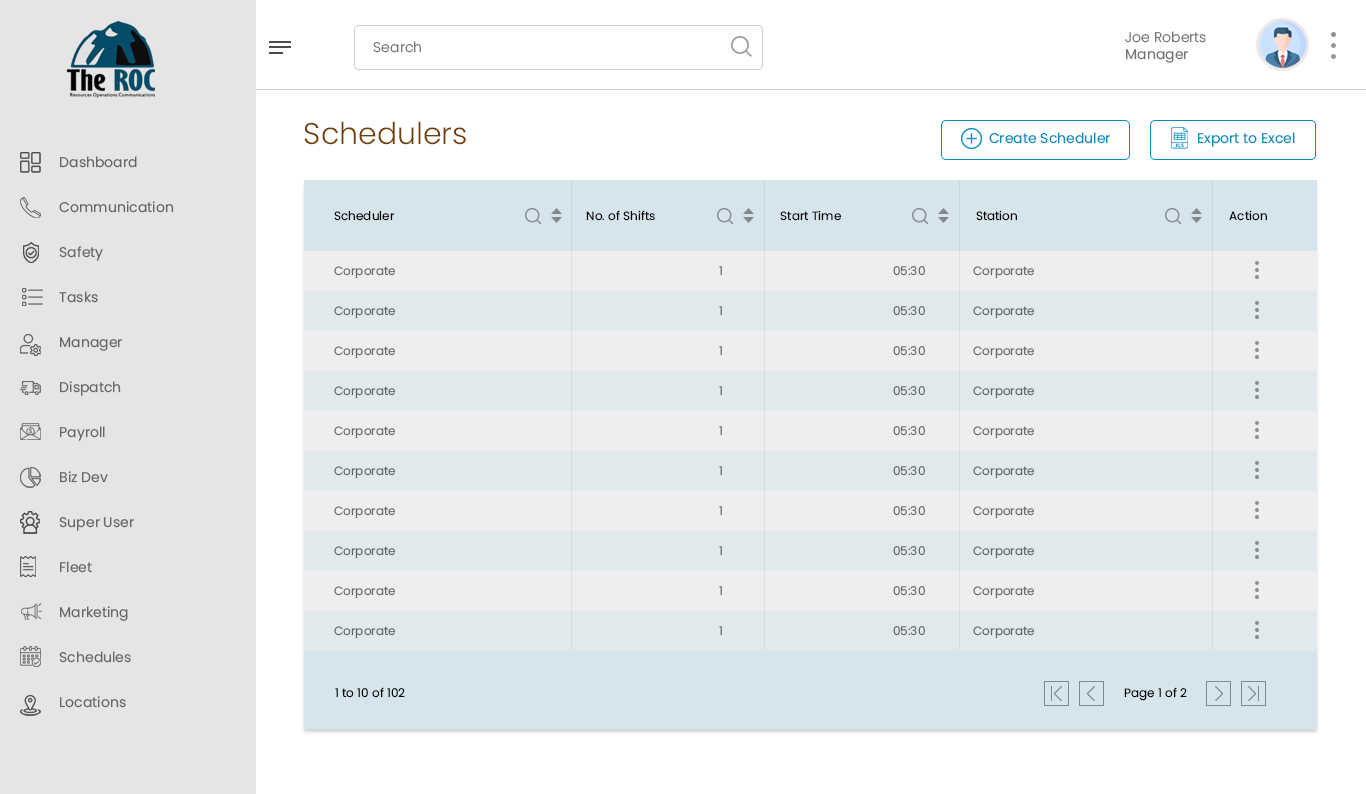 The ROC
Resources Operations Communications
Search
Joe Roberts
Manager
Dashboard
Communication
Safety
Tasks
Manager
Dispatch
Payroll
Biz Dev
Super User
Fleet
Marketing
Schedules
Locations
Schedulers
Create Scheduler
XLS Export to Excel
Scheduler No. of Shifts Start Time Station Action
Corporate 1 05:30 Corporate
Corporate 1 05:30 Corporate
Corporate 1 05:30 Corporate
Corporate 1 05:30 Corporate
Corporate 1 05:30 Corporate
Corporate 1 05:30 Corporate
Corporate 1 05:30 Corporate
Corporate 1 05:30 Corporate
Corporate 1 05:30 Corporate
Corporate 1 05:30 Corporate
1 to 10 of 102 Page 1 of 2